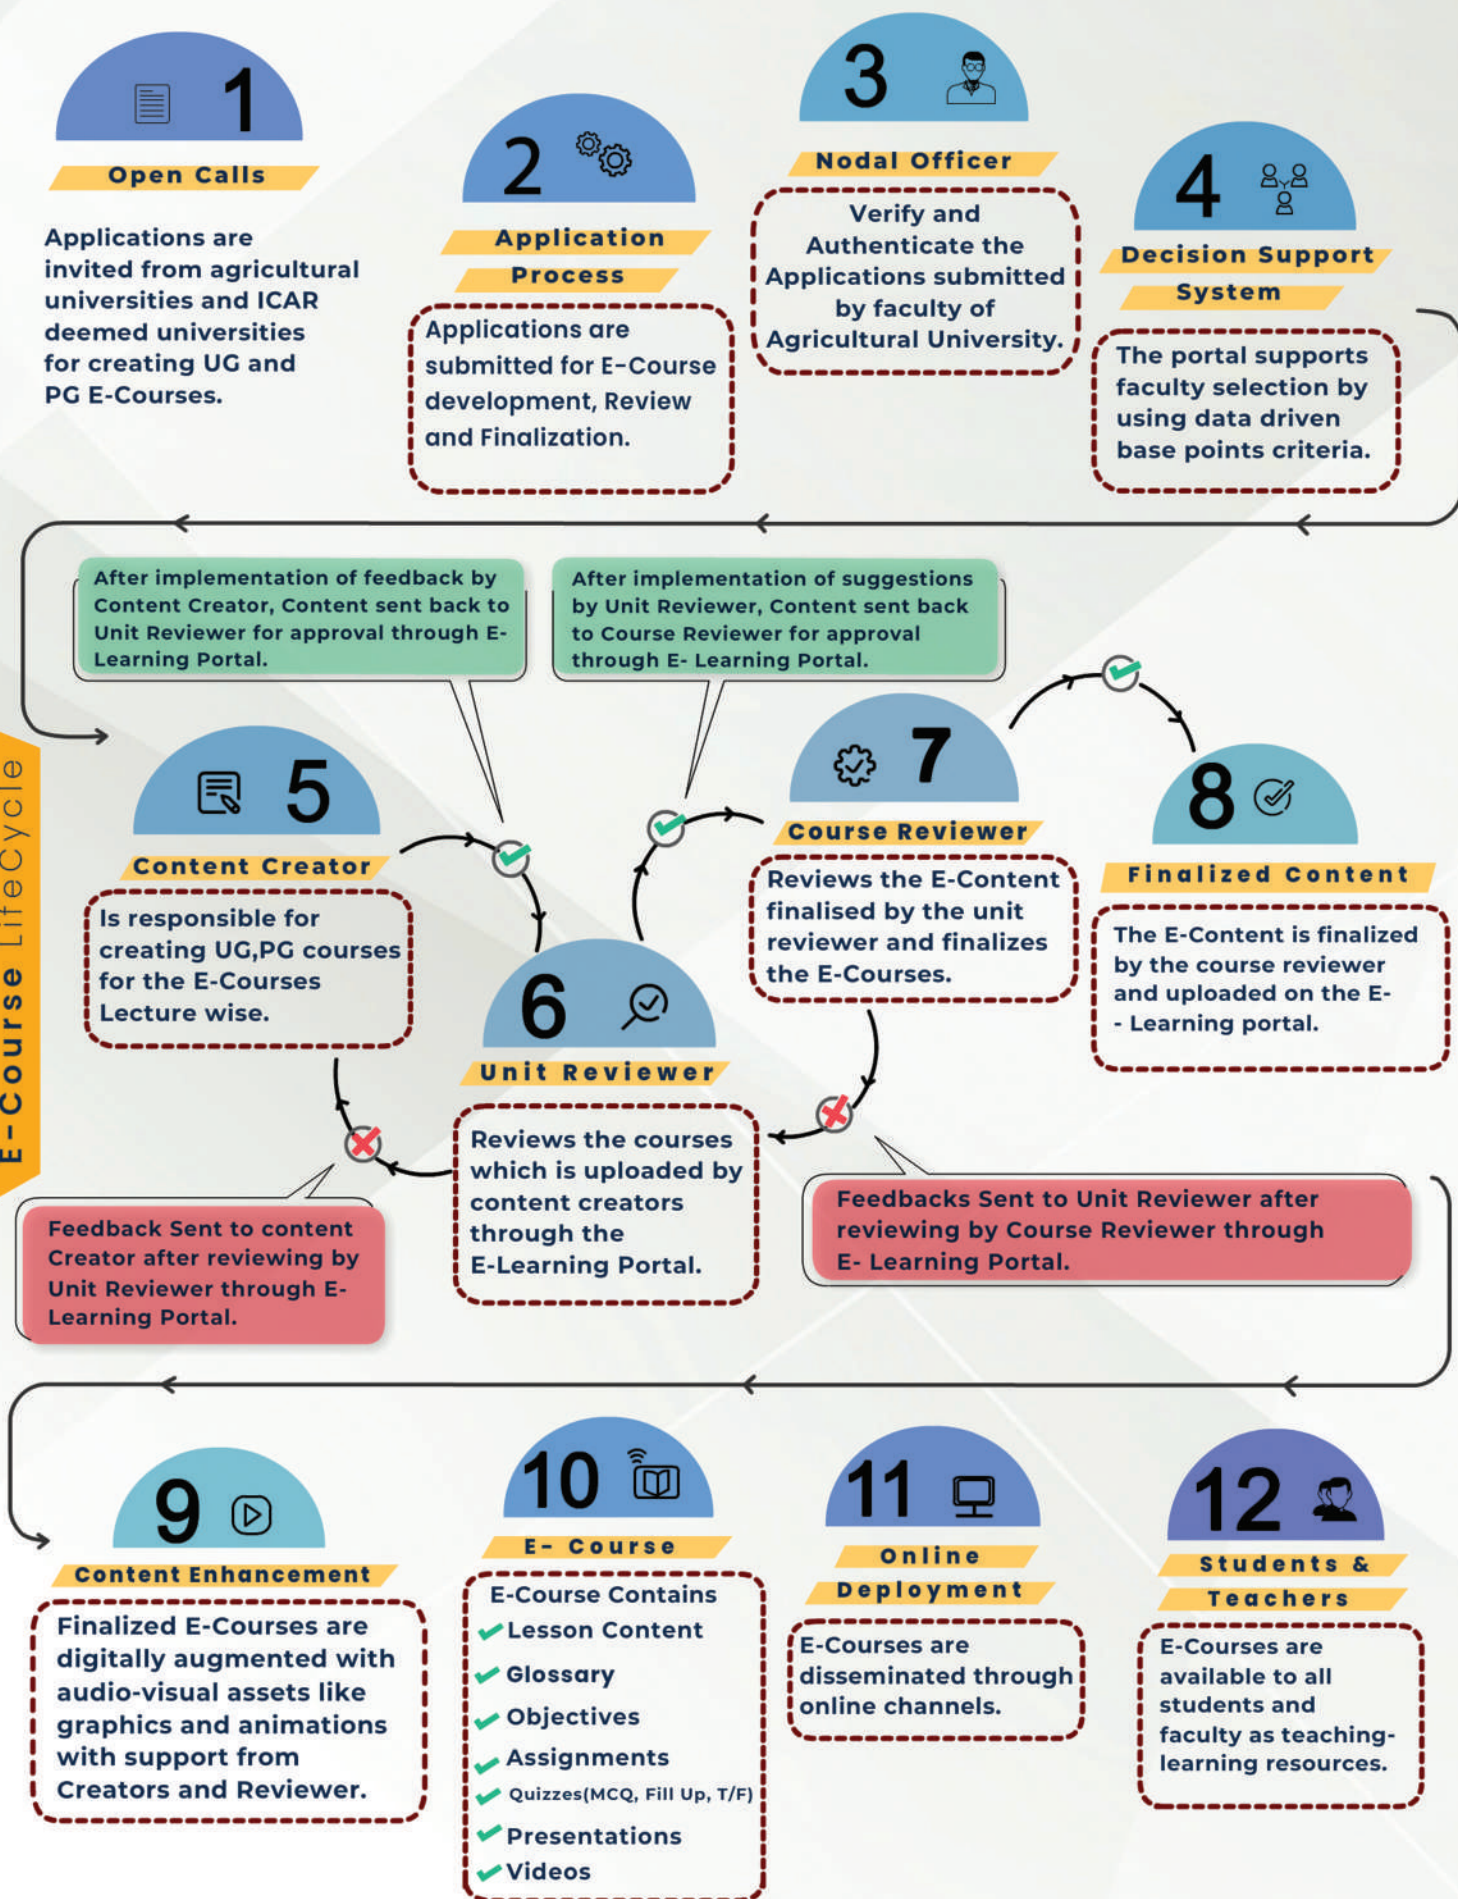 1
Open Calls
Applications are
invited from agricultural
universities and ICAR
deemed universities
for creating UG and
PG E-Courses.
2
Application
Process
Applications are
submitted for E-Course
development, Review
and Finalization.
3
Nodal Officer
Verify and
Authenticate the
Applications submitted
by faculty of
Agricultural University.
4
Decision Support
System
The portal supports
faculty selection by
using data driven
base points criteria.
After implementation of feedback by
Content Creator, Content sent back to
Unit Reviewer for approval through E-
Learning Portal.
After implementation of suggestions
by Unit Reviewer, Content sent back
to Course Reviewer for approval
through E- Learning Portal.
E-Course LifeCycle
5
Content Creator
Is responsible for
creating UG,PG courses
for the E-Courses
Lecture wise.
6
Unit Reviewer
Reviews the courses
which is uploaded by
content creators
through the
E-Learning Portal.
7
Course Reviewer
Reviews the E-Content
finalised by the unit
reviewer and finalizes
the E-Courses.
8
Finalized Content
The E-Content is finalized
by the course reviewer
and uploaded on the E-
- Learning portal.
Feedback Sent to content
Creator after reviewing by
Unit Reviewer through E-
Learning Portal.
Feedbacks Sent to Unit Reviewer after
reviewing by Course Reviewer through
E- Learning Portal.
9
Content Enhancement
Finalized E-Courses are
digitally augmented with
audio-visual assets like
graphics and animations
with support from
Creators and Reviewer.
10
E- Course
E-Course Contains
Lesson Content
Glossary
Objectives
Assignments
Quizzes(MCQ, Fill Up, T/F)
Presentations
Videos
11
Online
Deployment
E-Courses are
disseminated through
online channels.
12
Students &
Teachers
E-Courses are
available to all
students and
faculty as teaching-
learning resources.